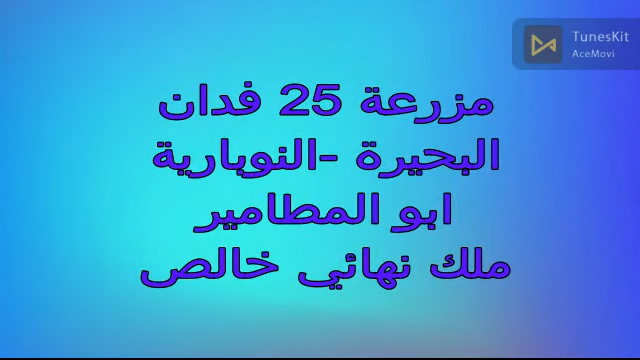 TunesKit
AceMovi
مزرعة 25 فدان
البحيرة -النوبارية
ابو المطامير
ملك نهائي خالص